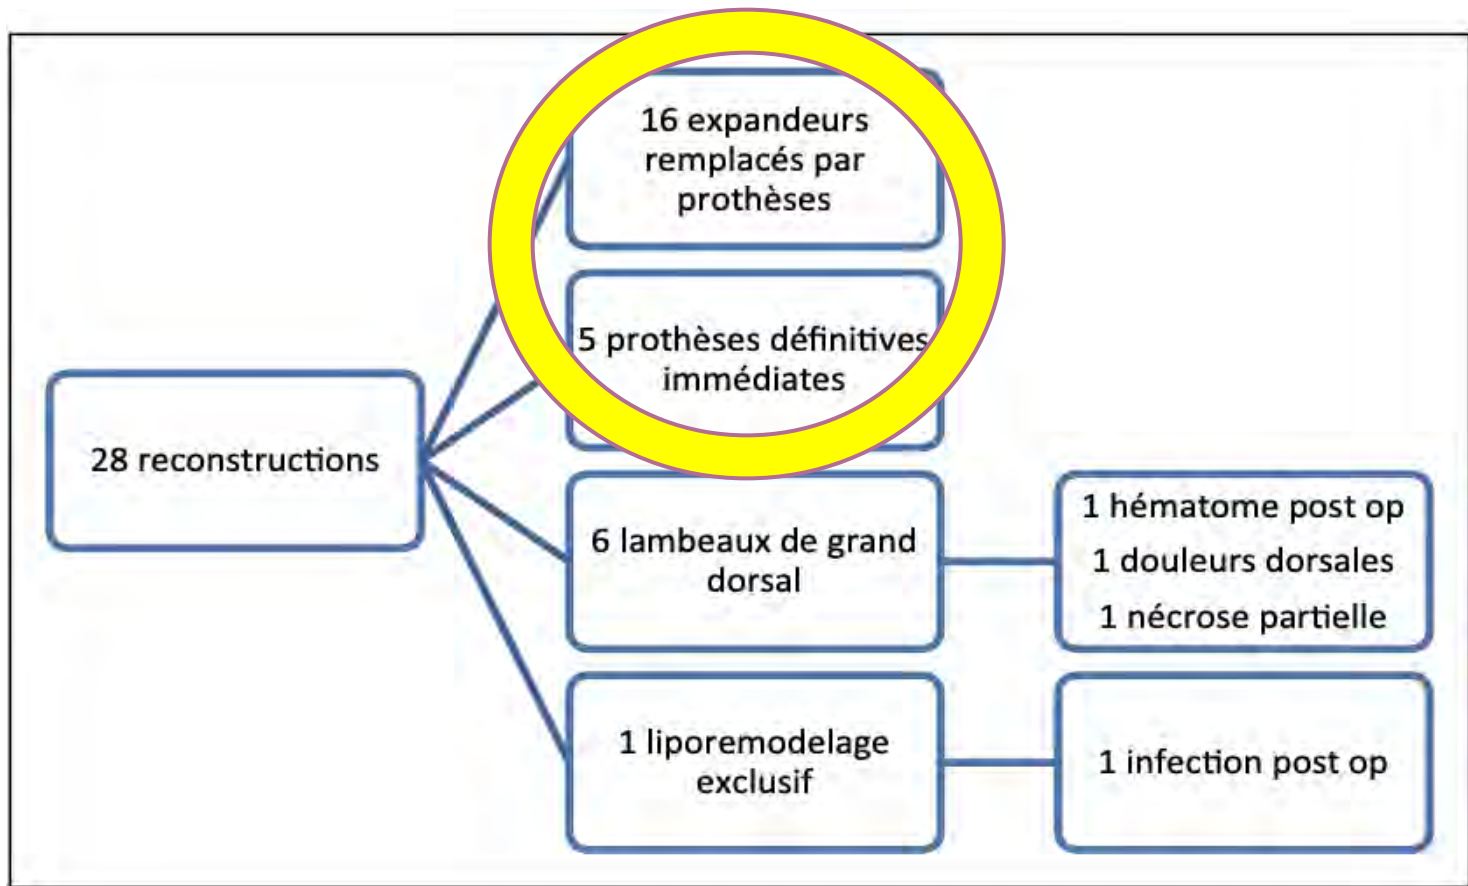 28 reconstructions
16 expandeurs
remplacés par
prothèses
5 prothèses définitives
immédiates
6 lambeaux de grand
dorsal
1 hématome post op
1 douleurs dorsales
1 nécrose partielle
1 liporemodelage
exclusif
1 infection post op